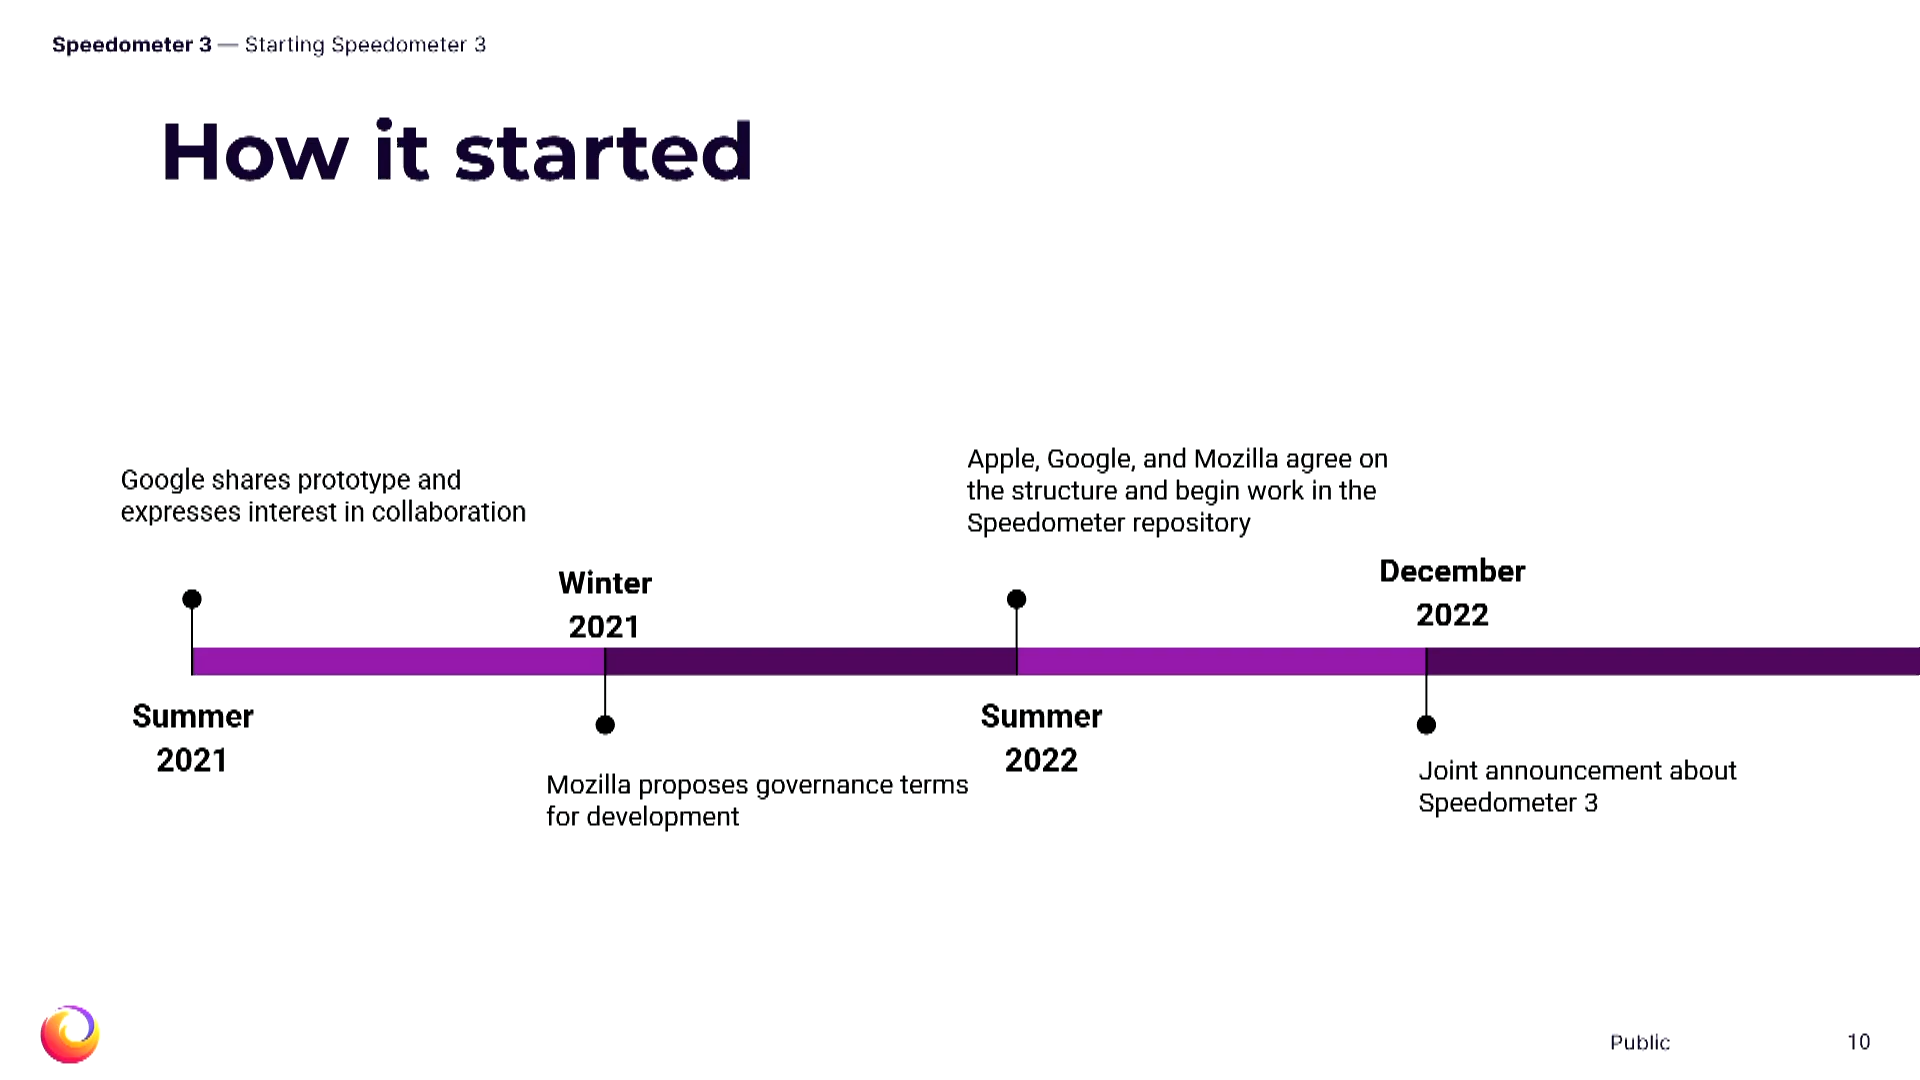 Speedometer 3 — Starting Speedometer 3
How it started
Google shares prototype and
expresses interest in collaboration
Summer
2021
Winter
2021
Mozilla proposes governance terms
for development
Apple, Google, and Mozilla agree on
the structure and begin work in the
Speedometer repository
Summer
2022
December
2022
Joint announcement about
Speedometer 3
Public
10